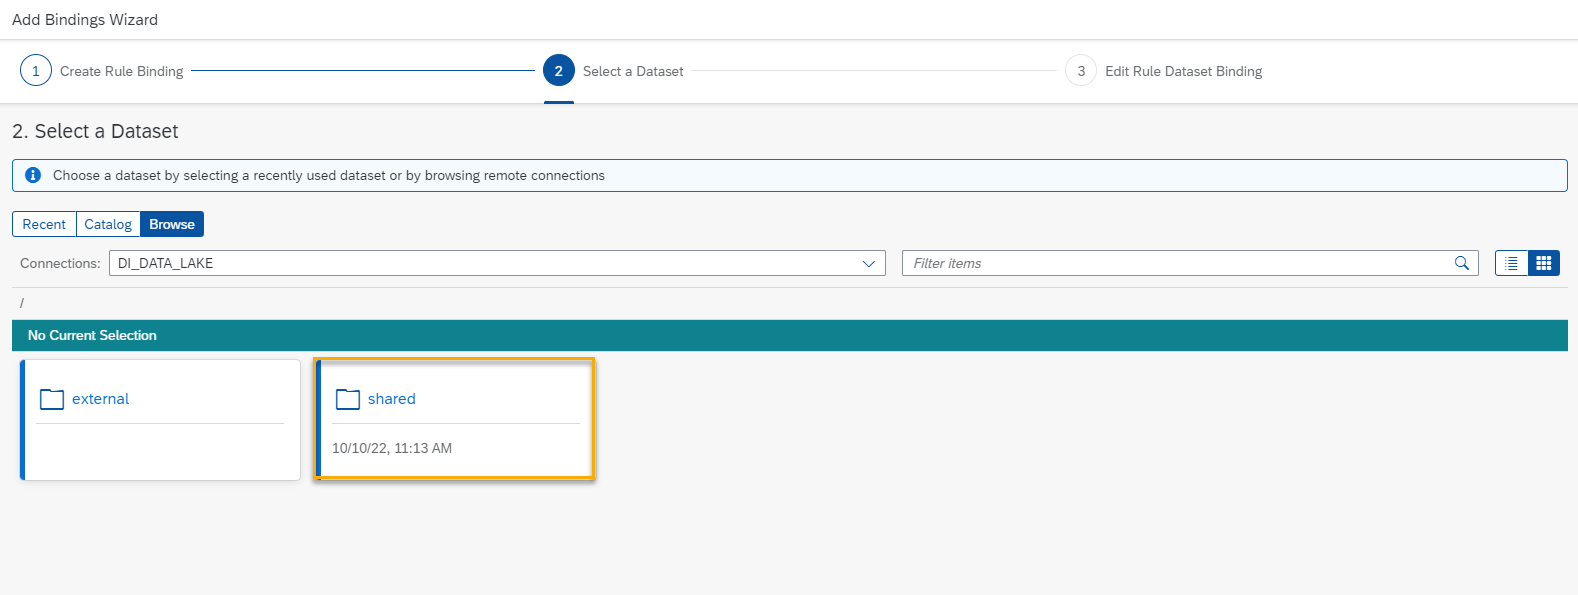 Add Bindings Wizard
1 Create Rule Binding 2 Select a Dataset 3 Edit Rule Dataset Binding
2. Select a Dataset
Choose a dataset by selecting a recently used dataset or by browsing remote connections
Recent Catalog Browse
Connections: DI_DATA_LAKE Filter items
/
No Current Selection
external shared
10/10/22, 11:13 AM